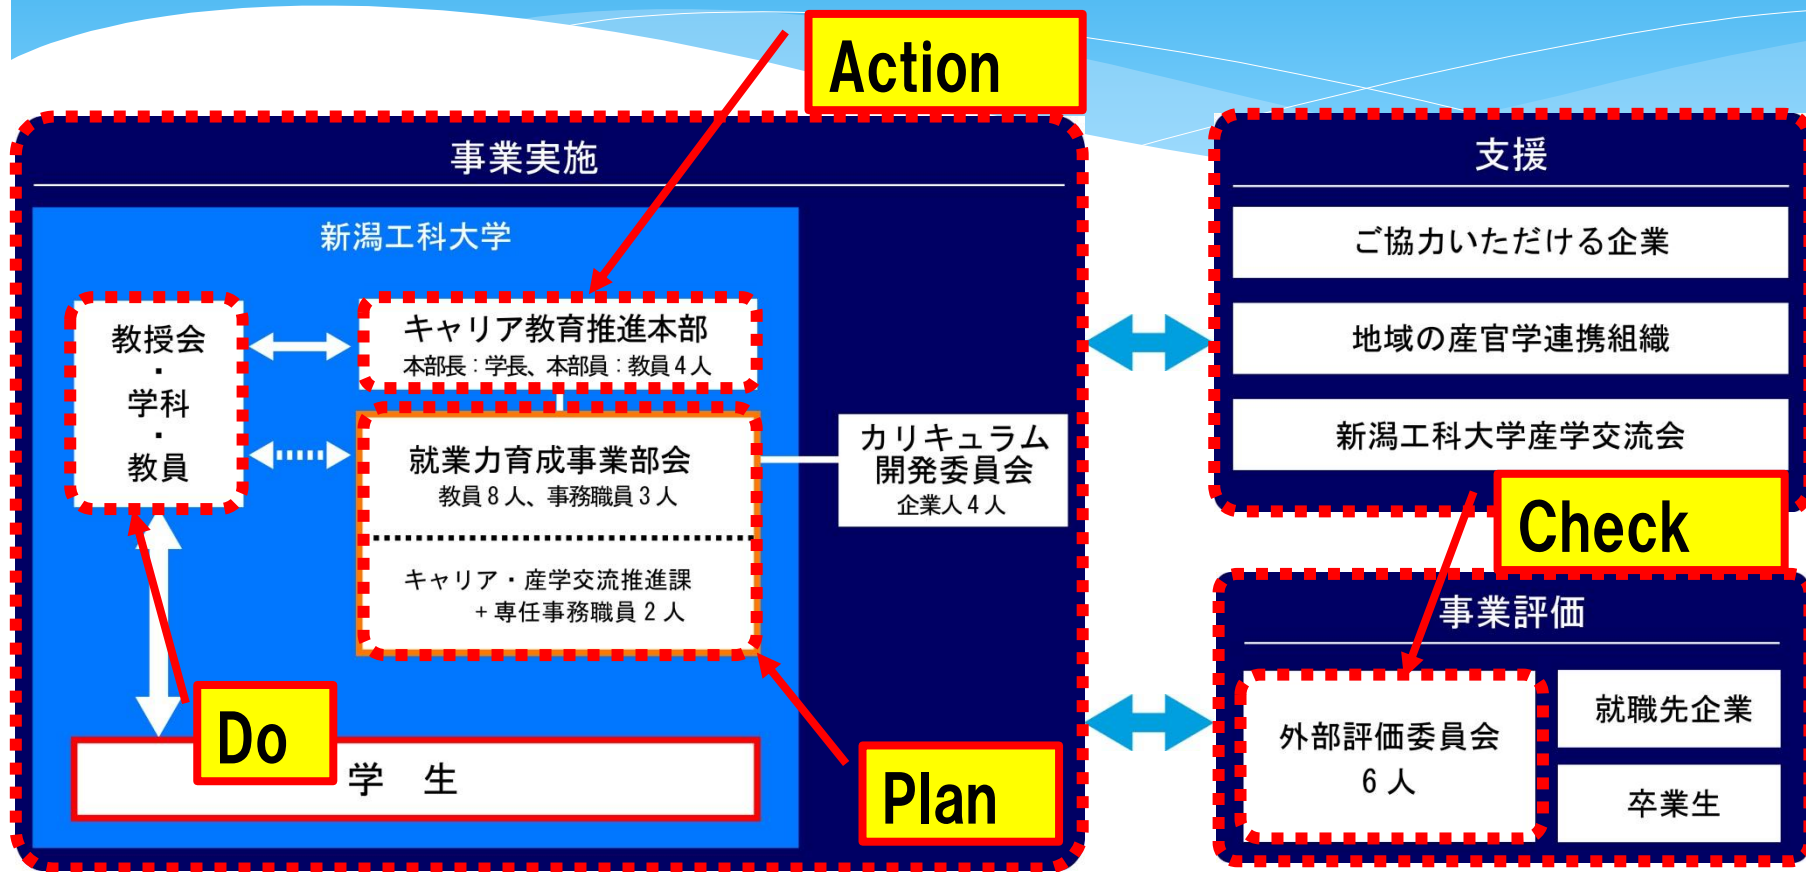 Action
事業実施
新潟工科大学
教授会
・
学科
・
教員
キャリア教育推進本部
本部長：学長、本部員：教員４人
就業力育成事業部会
教員８人、事務職員３人
キャリア・産学交流推進課
+専任事務職員２人
カリキュラム
開発委員会
企業人４人
Do
学　生
Plan
支援
ご協力いただける企業
地域の産官学連携組織
新潟工科大学産学交流会
Check
事業評価
外部評価委員会
６人
就職先企業
卒業生